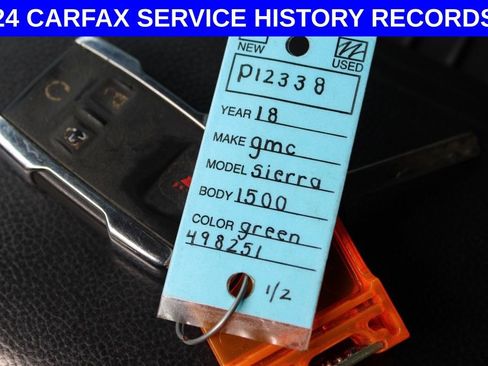 24 CARFAX SERVICE HISTORY RECORDS
NEW USED
P12338
YEAR 18
MAKE gmc
MODEL Sierra
BODY 1500
COLOR green
498251
1/2